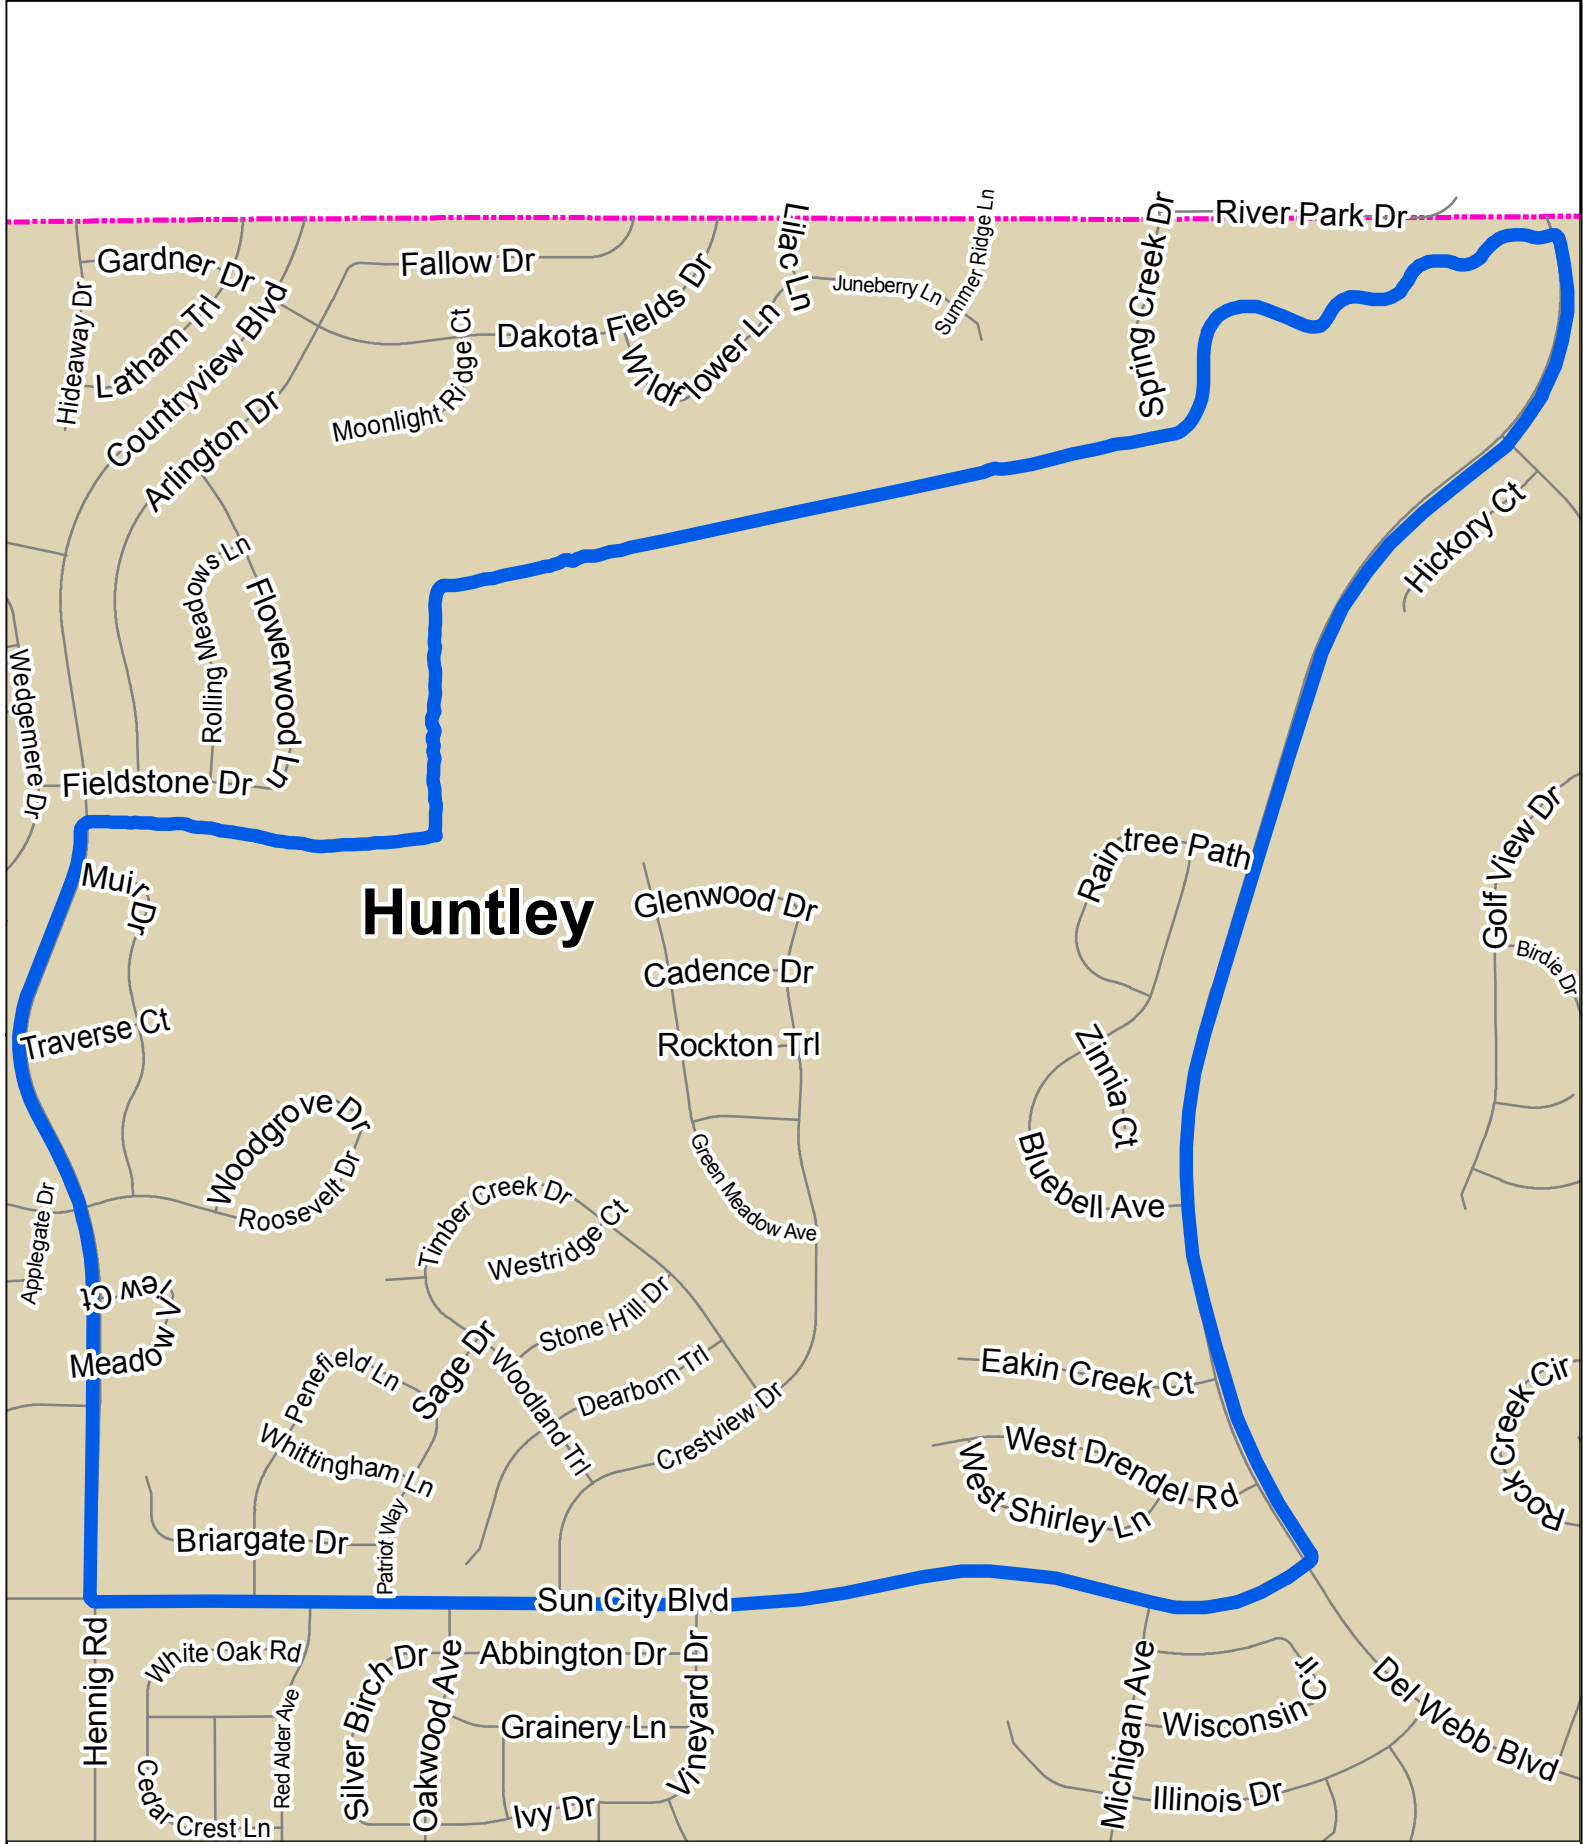 River Park Dr
Summer Ridge Ln
Spring Creek Dr
Lilac Ln
Gardner Dr
Fallow Dr
Juneberry Ln
Hideaway Dr
Latham Trl
Countryview Blvd
Dakota Fields Dr
Wildflower Ln
Moonlight Ridge Ct
Arlington Dr
Hickory Ct
Rolling Meadows Ln
Flowerwood Ln
Wedgemere Dr
Fieldstone Dr
Golf View Dr
Raintree Path
Muir Dr
Huntley
Glenwood Dr
Birdie Dr
Cadence Dr
Traverse Ct
Rockton Trl
Zinnia Ct
Woodgrove Dr
Roosevelt Dr
Green Meadow Ave
Bluebell Ave
Applegate Dr
Timber Creek Dr
Westridge Ct
Meadow View Ct
Stone Hill Dr
Sage Dr
Penefield Ln
Woodland Trl
Dearborn Trl
Eakin Creek Ct
Rock Creek Cir
Crestview Dr
Whittingham Ln
West Drendel Rd
West Shirley Ln
Briargate Dr
Patriot Way
Sun City Blvd
Hennig Rd
White Oak Rd
Silver Birch Dr
Oakwood Ave
Abbington Dr
Vineyard Dr
Michigan Ave
Wisconsin Cir
Del Webb Blvd
Red Alder Ave
Grainery Ln
Cedar Crest Ln
Ivy Dr
Illinois Dr